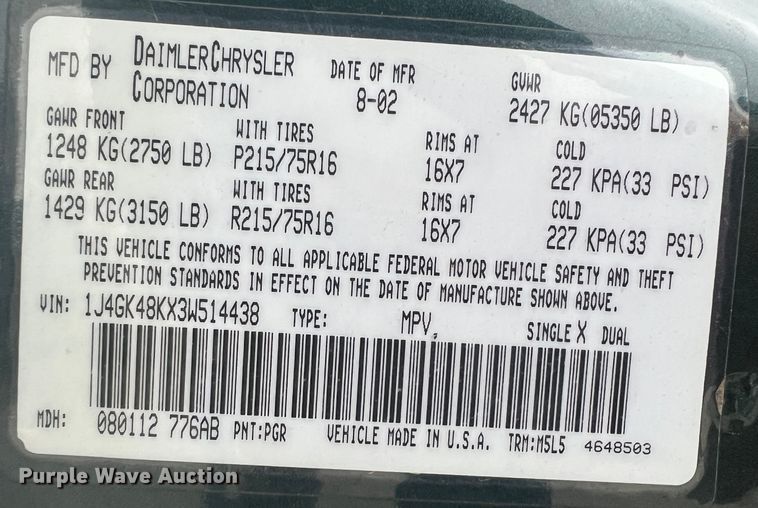 MFD BY DAIMLERCHRYSLER CORPORATION
DATE OF MFR 8-02
GVWR 2427 KG(05350 LB)
GAWR FRONT WITH TIRES RIMS AT COLD
1248 KG(2750 LB) P215/75R16 16X7 227 KPA(33 PSI)
GAWR REAR WITH TIRES RIMS AT COLD
1429 KG(3150 LB) R215/75R16 16X7 227 KPA(33 PSI)
THIS VEHICLE CONFORMS TO ALL APPLICABLE FEDERAL MOTOR VEHICLE SAFETY AND THEFT
PREVENTION STANDARDS IN EFFECT ON THE DATE OF MANUFACTURE SHOWN ABOVE.
VIN: 1J4GK48KX3W514438 TYPE: MPV, SINGLE X DUAL
MDH: 080112 776AB PNT:PGR VEHICLE MADE IN U.S.A. TRM:M5L5 4648503
Purple Wave Auction